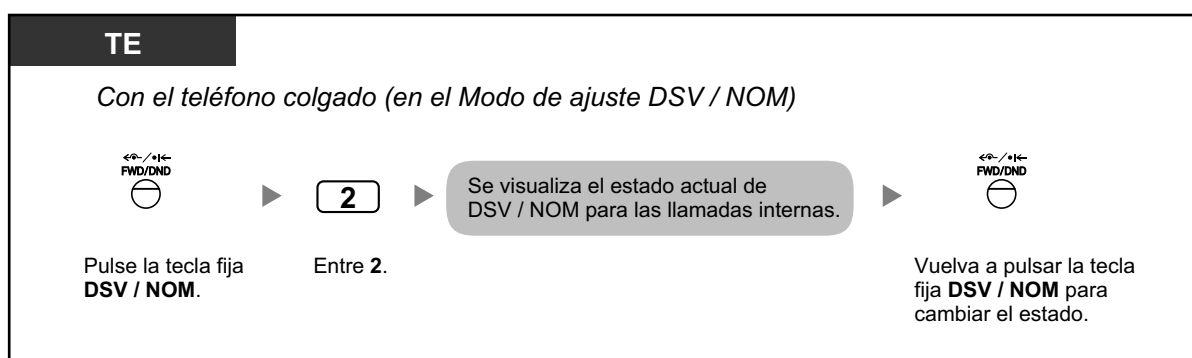 TE
Con el teléfono colgado (en el Modo de ajuste DSV / NOM)
FWD/DND
Pulse la tecla fija
DSV / NOM.
2
Entre 2.
Se visualiza el estado actual de
DSV / NOM para las llamadas internas.
FWD/DND
Vuelva a pulsar la tecla
fija DSV / NOM para
cambiar el estado.